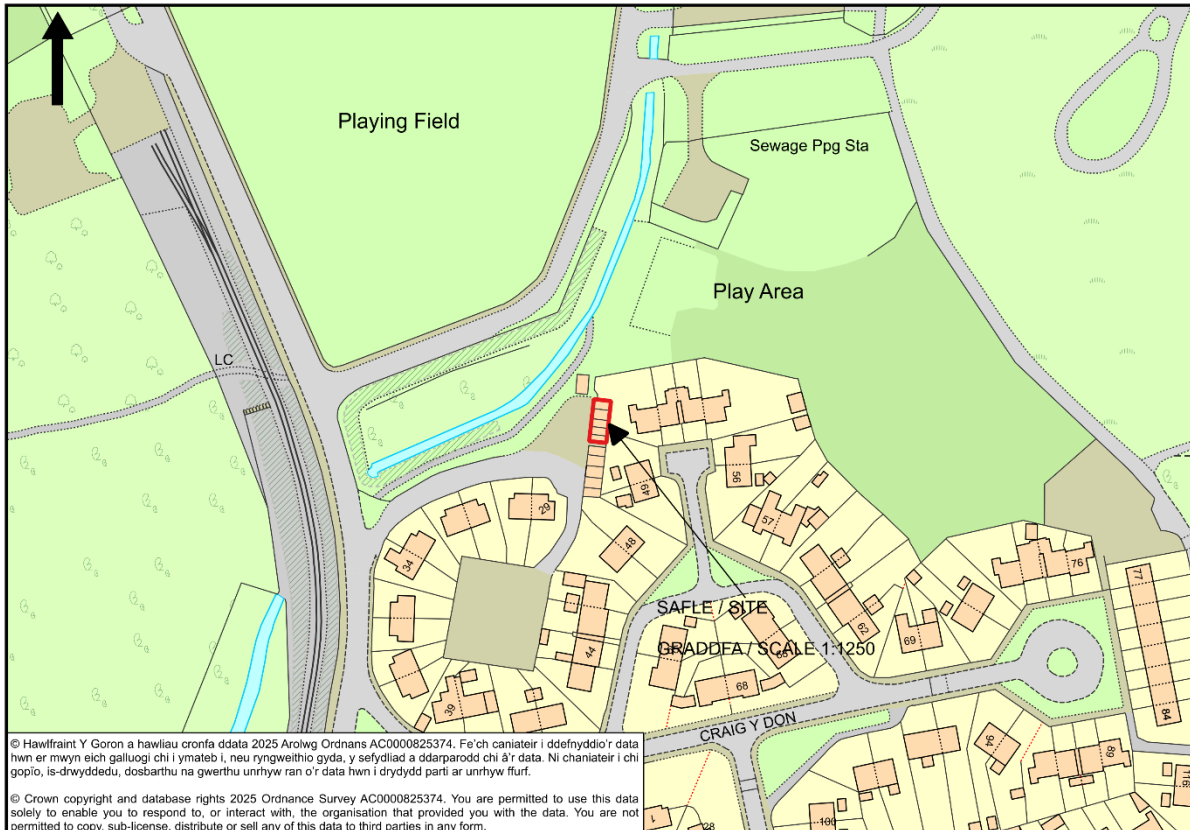 Playing Field
Sewage Ppg Sta
Play Area
LC
29
34
49
56
48
57
76
77
SAFLE / SITE
62
69
GRADDFA / SCALE 1:1250
44
68
39
84
CRAIG Y DON
94
89
100
1
28
© Hawlfraint Y Goron a hawliau cronfa ddata 2025 Arolwg Ordnans AC0000825374. Fe'ch caniateir i ddefnyddio'r data
hwn er mwyn eich galluogi chi i ymateb i, neu ryngweithio gyda, y sefydliad a ddarparodd chi â'r data. Ni chaniateir i chi
gopïo, is-drwyddedu, dosbarthu na gwerthu unrhyw ran o'r data hwn i drydydd parti ar unrhyw ffurf.
© Crown copyright and database rights 2025 Ordnance Survey AC0000825374. You are permitted to use this data
solely to enable you to respond to, or interact with, the organisation that provided you with the data. You are not
permitted to copy, sub-license, distribute or sell any of this data to third parties in any form.